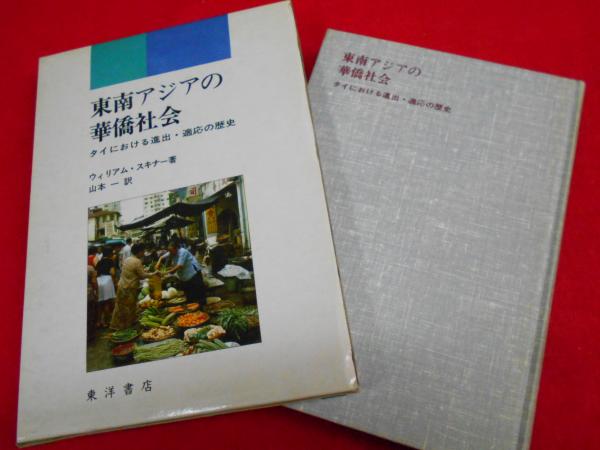 東南アジアの
華僑社会
タイにおける進出・適応の歴史
ウィリアム・スキナー著
山本 一 訳
東洋書店
東南アジアの
華僑社会
タイにおける進出・適応の歴史